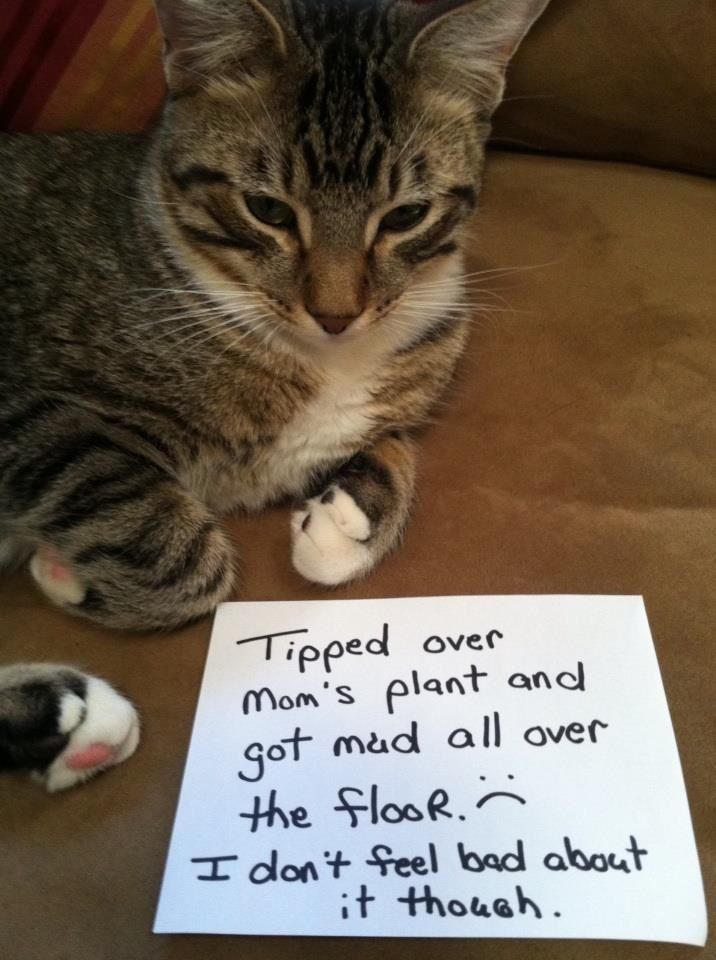 Tipped over
Mom's plant and
got mud all over
the flooR. :(
I don't feel bad about
it though.